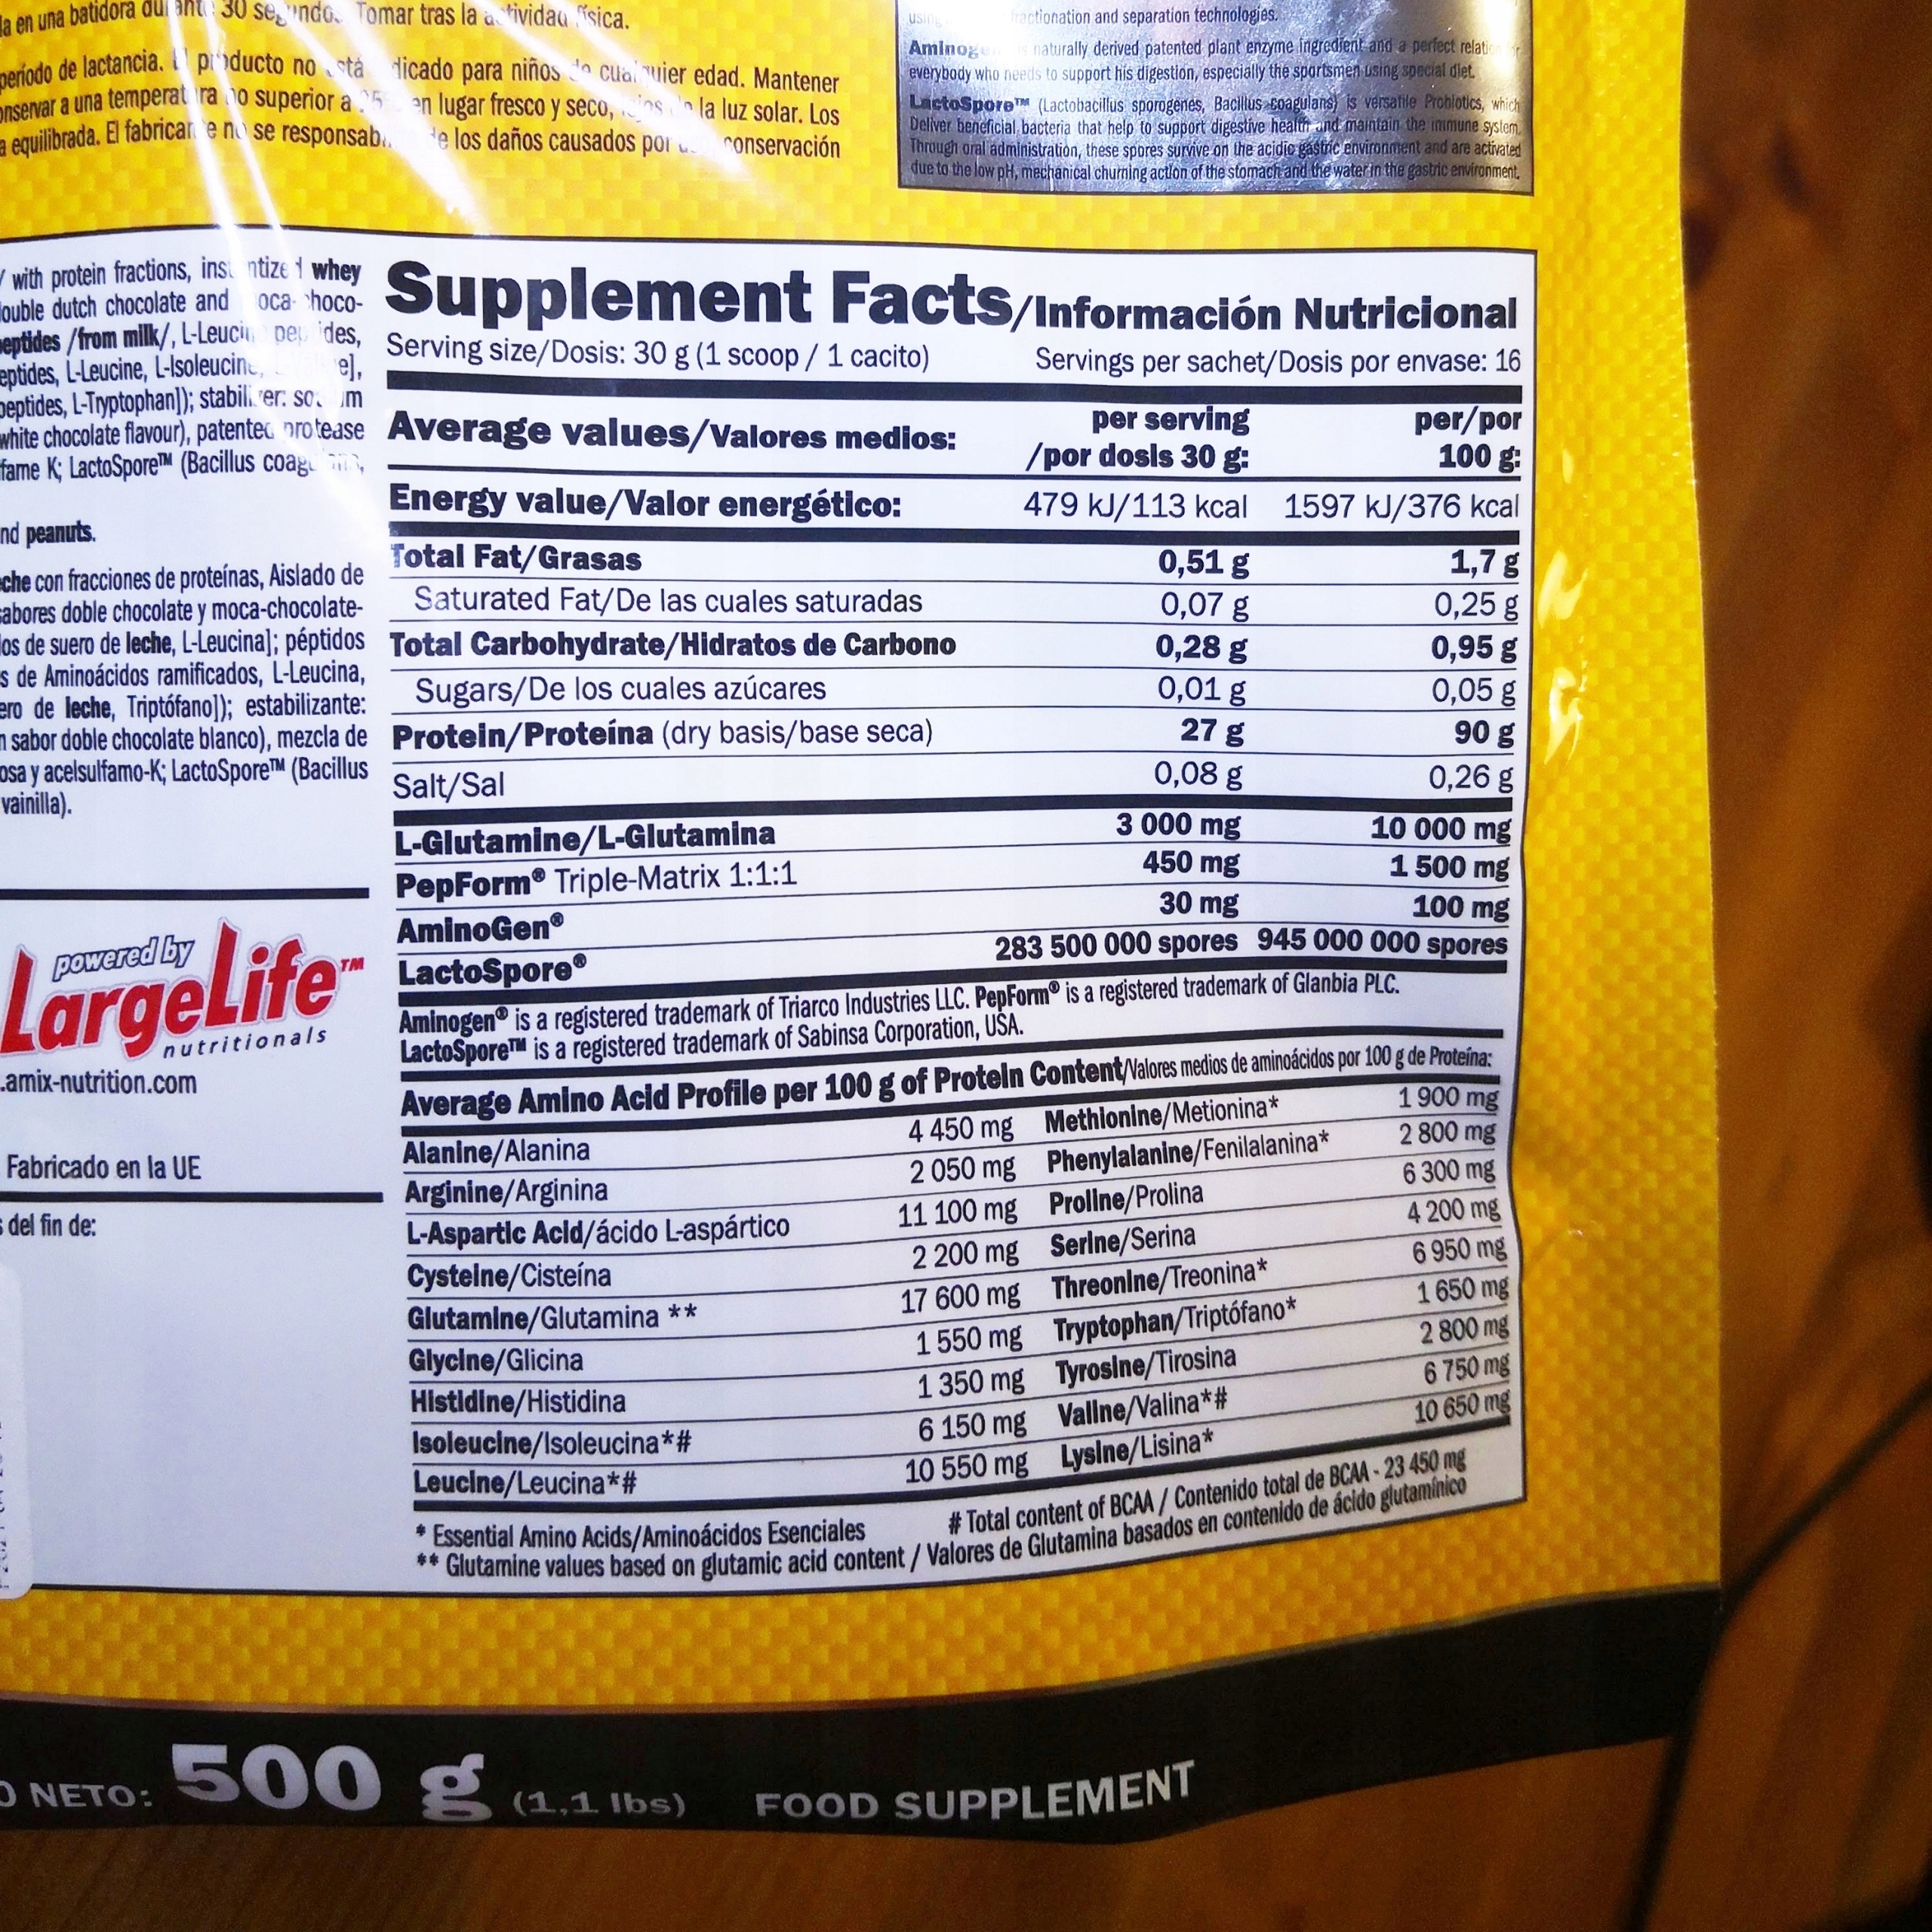 la en una batidora durante 30 segundos. Tomar tras la actividad física.
período de lactancia. El producto no está indicado para niños de cualquier edad. Mantener
onservar a una temperatura no superior a 25 en lugar fresco y seco, la luz solar. Los
a equilibrada. El fabricante no se responsab de los daños causados por conservación
using fractionation and separation technologies.
Aminogen is naturally derived patented plant enzyme ingredient and a perfect relation for
everybody who needs to support his digestion, especially the sportsmen using special diet.
LactoSpore™ (Lactobacillus sporogenes, Bacillus coagulans) is versatile Probiotics, which
Deliver beneficial bacteria that help to support digestive health and maintain the immune system.
Through oral administration, these spores survive on the acidic gastric environment and are activated
due to the low pH, mechanical churning action of the stomach and the water in the gastric environment.
/ with protein fractions, instantized whey
ouble dutch chocolate and moca-choco-
eptides /from milk/, L-Leucin peptides,
eptides, L-Leucine, L-Isoleucine, e],
peptides, L-Tryptophan]); stabilizer: sodium
white chocolate flavour), patented protease
fame K; LactoSpore™ (Bacillus coagulans,
nd peanuts.
che con fracciones de proteínas, Aislado de
sabores doble chocolate y moca-chocolate-
os de suero de leche, L-Leucina]; péptidos
s de Aminoácidos ramificados, L-Leucina,
ero de leche, Triptófano]); estabilizante:
n sabor doble chocolate blanco), mezcla de
osa y acelsulfamo-K; LactoSpore™ (Bacillus
vainilla).
powered by
LargeLife™
nutritionals
.amix-nutrition.com
Fabricado en la UE
s del fin de:
Supplement Facts/Información Nutricional
Serving size/Dosis: 30 g (1 scoop / 1 cacito) Servings per sachet/Dosis por envase: 16
Average values/Valores medios: per serving /por dosis 30 g: per/por 100 g:
Energy value/Valor energético: 479 kJ/113 kcal 1597 kJ/376 kcal
Total Fat/Grasas 0,51 g 1,7 g
Saturated Fat/De las cuales saturadas 0,07 g 0,25 g
Total Carbohydrate/Hidratos de Carbono 0,28 g 0,95 g
Sugars/De los cuales azúcares 0,01 g 0,05 g
Protein/Proteína (dry basis/base seca) 27 g 90 g
Salt/Sal 0,08 g 0,26 g
L-Glutamine/L-Glutamina 3 000 mg 10 000 mg
PepForm® Triple-Matrix 1:1:1 450 mg 1 500 mg
AminoGen® 30 mg 100 mg
LactoSpore® 283 500 000 spores 945 000 000 spores
Aminogen® is a registered trademark of Triarco Industries LLC. PepForm® is a registered trademark of Glanbia PLC.
LactoSpore™ is a registered trademark of Sabinsa Corporation, USA.
Average Amino Acid Profile per 100 g of Protein Content/Valores medios de aminoácidos por 100 g de Proteína:
Alanine/Alanina 4 450 mg Methionine/Metionina* 1 900 mg
Arginine/Arginina 2 050 mg Phenylalanine/Fenilalanina* 2 800 mg
L-Aspartic Acid/ácido L-aspártico 11 100 mg Proline/Prolina 6 300 mg
Cysteine/Cisteína 2 200 mg Serine/Serina 4 200 mg
Glutamine/Glutamina ** 17 600 mg Threonine/Treonina* 6 950 mg
Glycine/Glicina 1 550 mg Tryptophan/Triptófano* 1 650 mg
Histidine/Histidina 1 350 mg Tyrosine/Tirosina 2 800 mg
Isoleucine/Isoleucina*# 6 150 mg Valine/Valina*# 6 750 mg
Leucine/Leucina*# 10 550 mg Lysine/Lisina* 10 650 mg
* Essential Amino Acids/Aminoácidos Esenciales # Total content of BCAA / Contenido total de BCAA - 23 450 mg
** Glutamine values based on glutamic acid content / Valores de Glutamina basados en contenido de ácido glutamínico
O NETO: 500 g (1,1 lbs) FOOD SUPPLEMENT